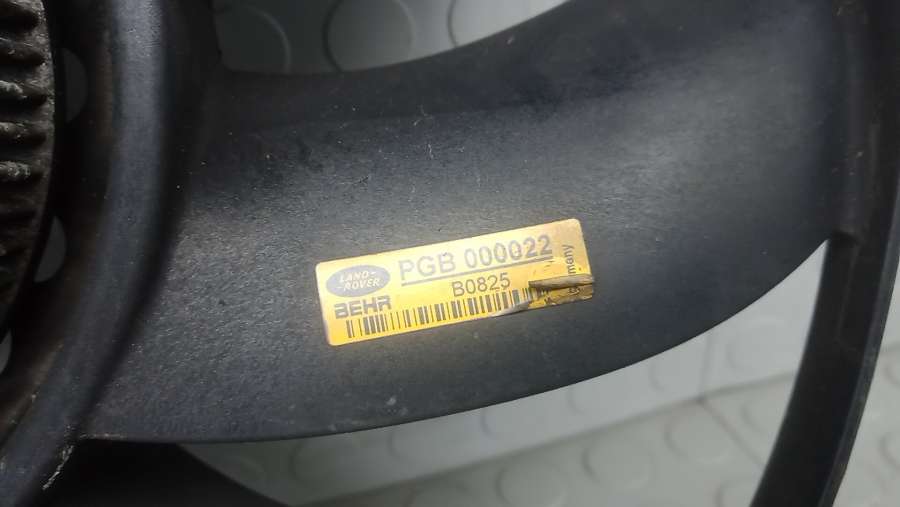 LAND-
-ROVER
PGB 000022
BEHR
B0825